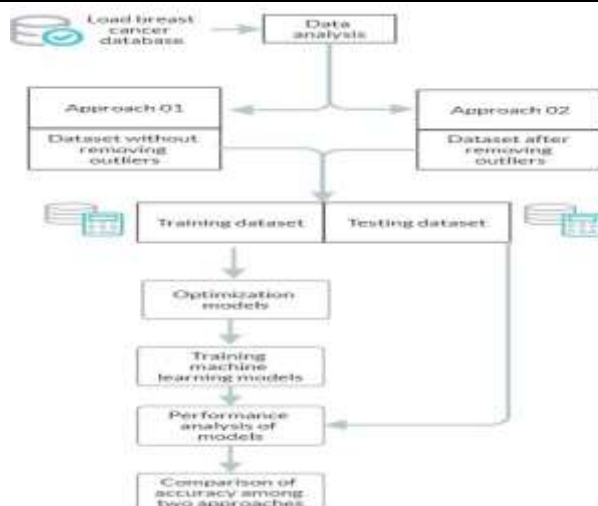 Load breast
cancer
database
Data
analysis
Approach 01
Approach 02
Dataset without
removing
outliers
Dataset after
removing
outliers
Training dataset
Testing dataset
Optimization
models
Training
machine
learning models
Performance
analysis of
models
Comparison of
accuracy among
two approaches